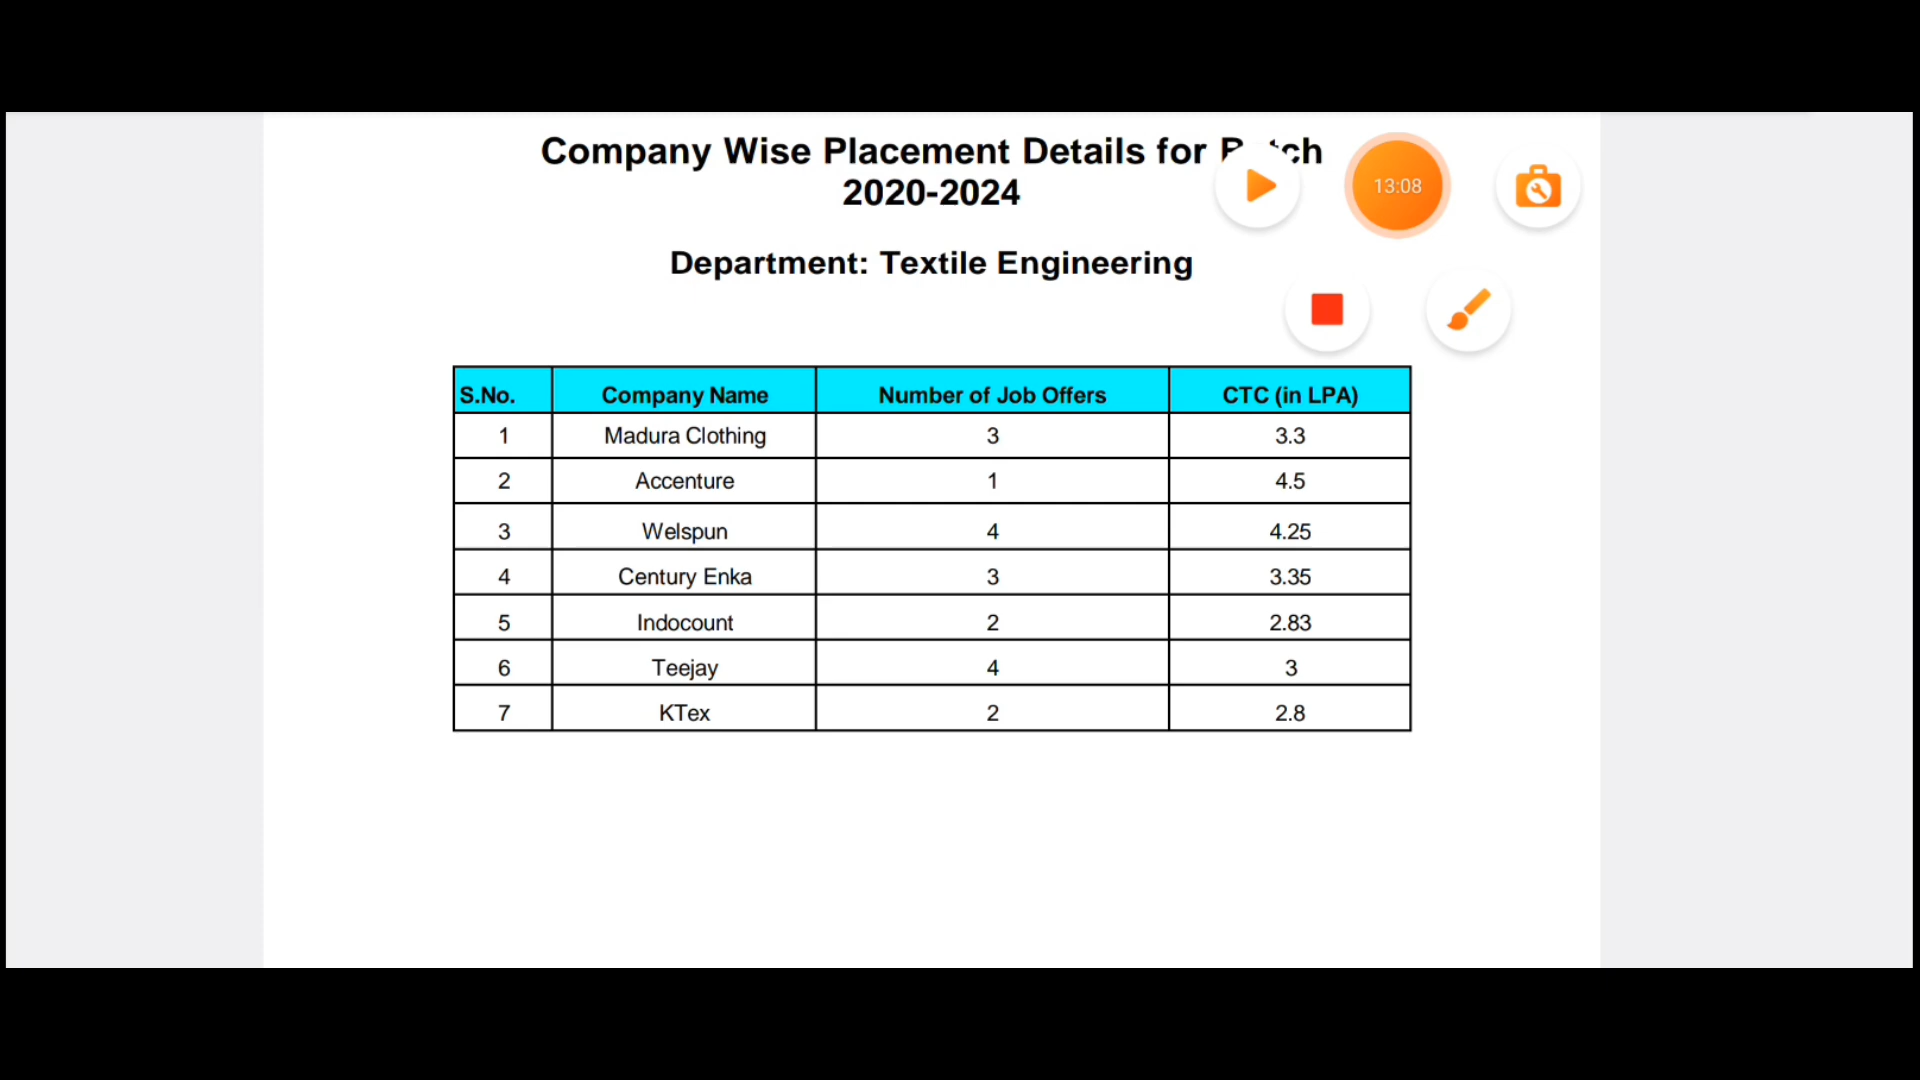 Company Wise Placement Details for
2020-2024
13:08
Department: Textile Engineering
S.No. Company Name Number of Job Offers CTC (in LPA)
1 Madura Clothing 3 3.3
2 Accenture 1 4.5
3 Welspun 4 4.25
4 Century Enka 3 3.35
5 Indocount 2 2.83
6 Teejay 4 3
7 KTex 2 2.8